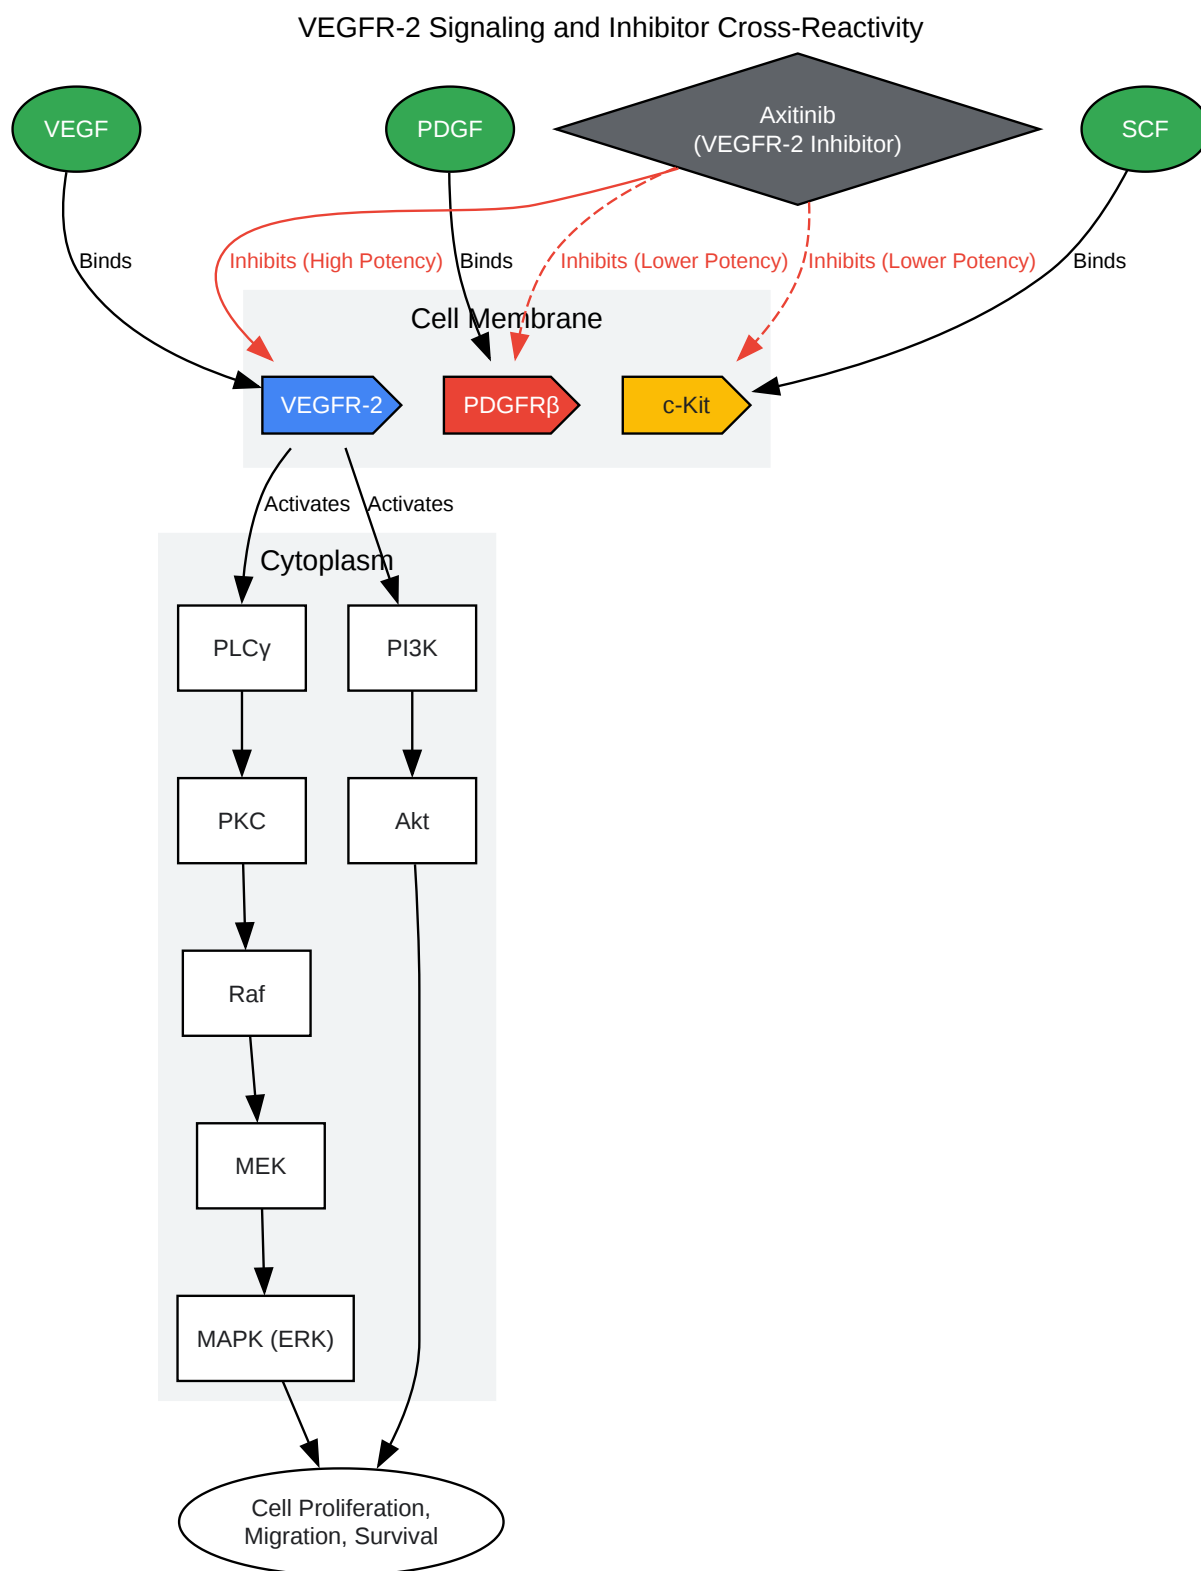 VEGFR-2 Signaling and Inhibitor Cross-Reactivity
VEGF
PDGF
Axitinib
(VEGFR-2 Inhibitor)
SCF
Binds
Inhibits (High Potency)
Binds
Inhibits (Lower Potency)
Inhibits (Lower Potency)
Binds
Cell Membrane
VEGFR-2
PDGFRβ
c-Kit
Activates
Activates
Cytoplasm
PLCγ
PI3K
PKC
Akt
Raf
MEK
MAPK (ERK)
Cell Proliferation,
Migration, Survival